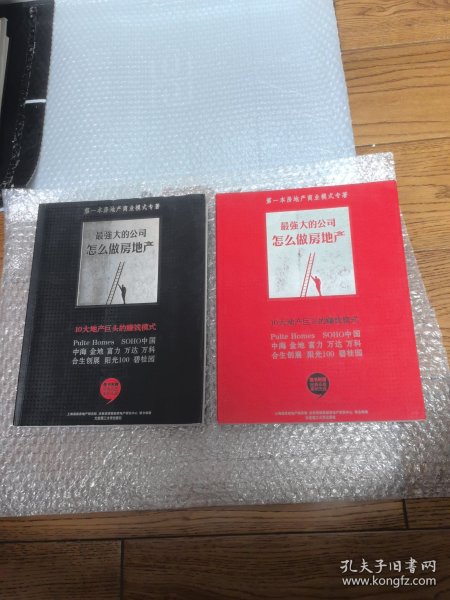 第一本房地产商业模式专著
最強大的公司
怎么做房地产
10大地产巨头的赚钱模式
Pulte Homes SOHO中国
中海 金地 富力 万达 万科
合生创展 阳光100 碧桂园
第一本房地产商业模式专著
最強大的公司
怎么做房地产
10大地产巨头的赚钱模式
Pulte Homes SOHO中国
中海 金地 富力 万达 万科
合生创展 阳光100 碧桂园
孔夫子旧书网
www.kongfz.com